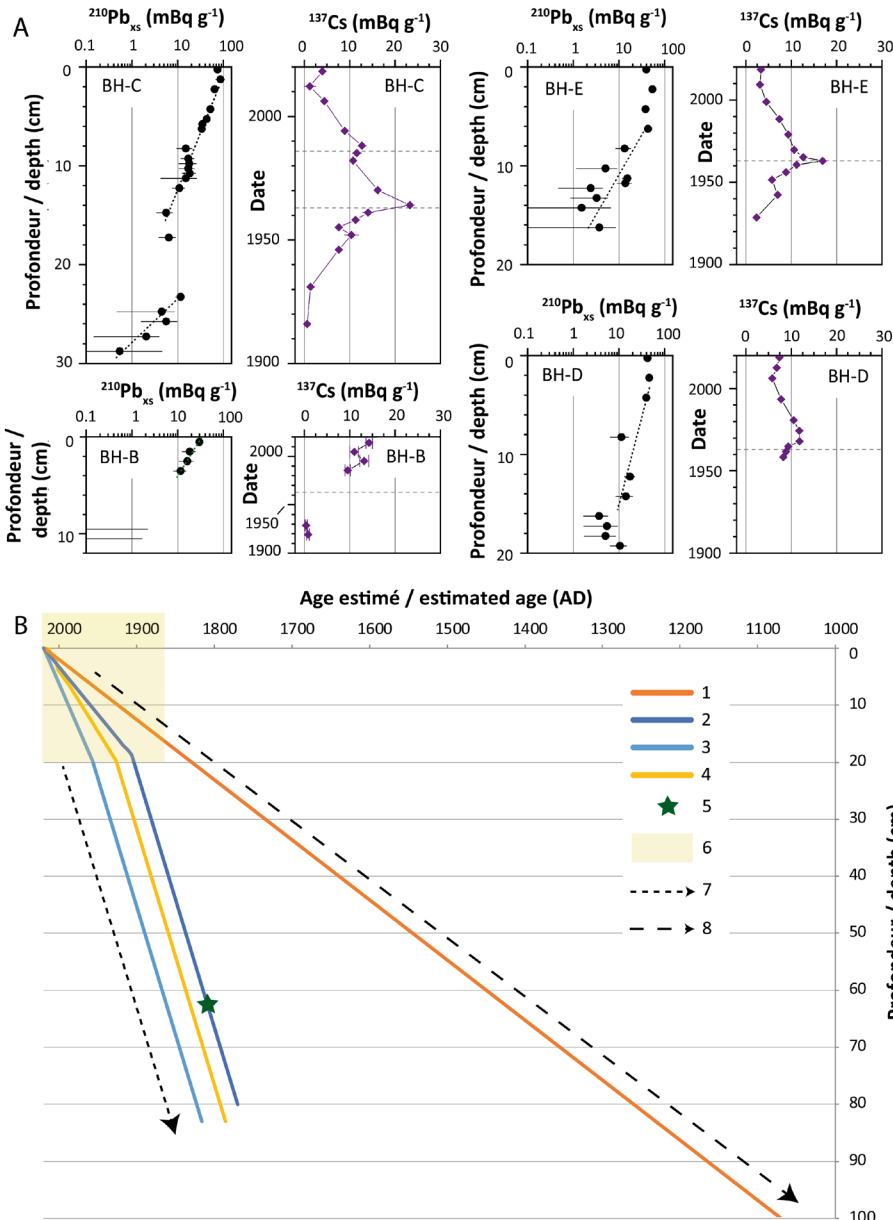 A
²¹⁰Pbxs (mBq g⁻¹)
0.1 1 10 100
BH-C
Profondeur / depth (cm)
0
10
20
30
¹³⁷Cs (mBq g⁻¹)
0 10 20 30
BH-C
Date
2000
1950
1900
²¹⁰Pbxs (mBq g⁻¹)
0.1 1 10 100
BH-E
Profondeur / depth (cm)
0
10
20
¹³⁷Cs (mBq g⁻¹)
0 10 20 30
BH-E
Date
2000
1950
1900
²¹⁰Pbxs (mBq g⁻¹)
0.1 1 10 100
BH-B
Profondeur /
depth (cm)
0
10
¹³⁷Cs (mBq g⁻¹)
0 10 20 30
BH-B
Date
2000
1950
1900
²¹⁰Pbxs (mBq g⁻¹)
0.1 1 10 100
BH-D
Profondeur / depth (cm)
0
10
20
¹³⁷Cs (mBq g⁻¹)
0 10 20 30
BH-D
Date
2000
1950
1900
B
Age estimé / estimated age (AD)
2000 1900 1800 1700 1600 1500 1400 1300 1200 1100 1000
0
10
20
30
40
50
60
70
80
90
100
Profondeur / depth (cm)
1
2
3
4
5
6
7
8